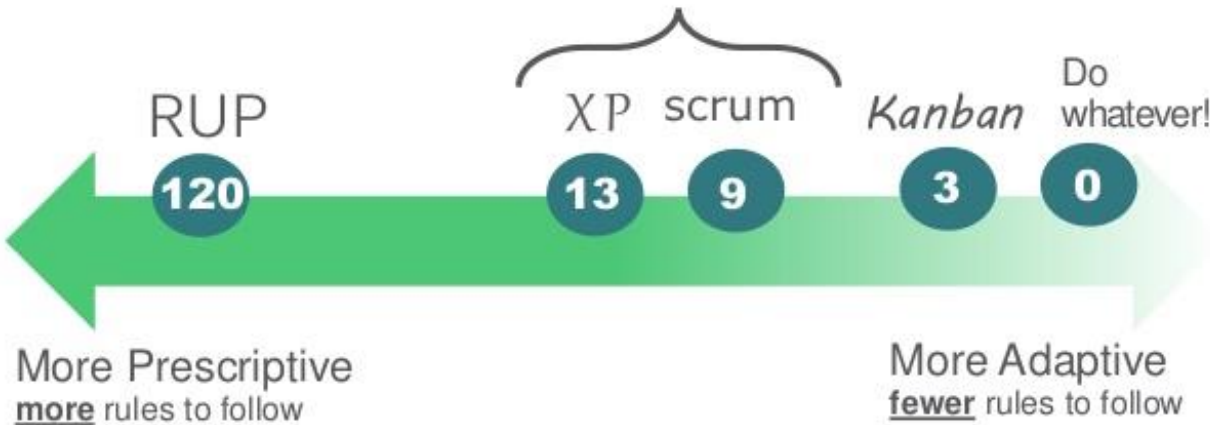 RUP
XP
scrum
Kanban
Do
whatever!
120
13
9
3
0
More Prescriptive
more rules to follow
More Adaptive
fewer rules to follow